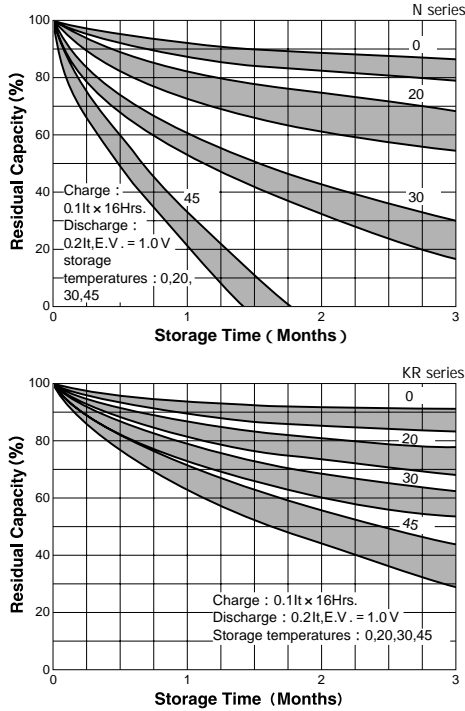 N series
Residual Capacity (%)
100
80
60
40
20
0
0
20
30
45
Charge :
0.1It × 16Hrs.
Discharge :
0.2It,E.V. = 1.0 V
storage
temperatures : 0,20,
30,45
0
1
2
3
Storage Time ( Months )
KR series
Residual Capacity (%)
100
80
60
40
20
0
0
20
30
45
Charge : 0.1It × 16Hrs.
Discharge : 0.2It,E.V. = 1.0 V
Storage temperatures : 0,20,30,45
0
1
2
3
Storage Time (Months)